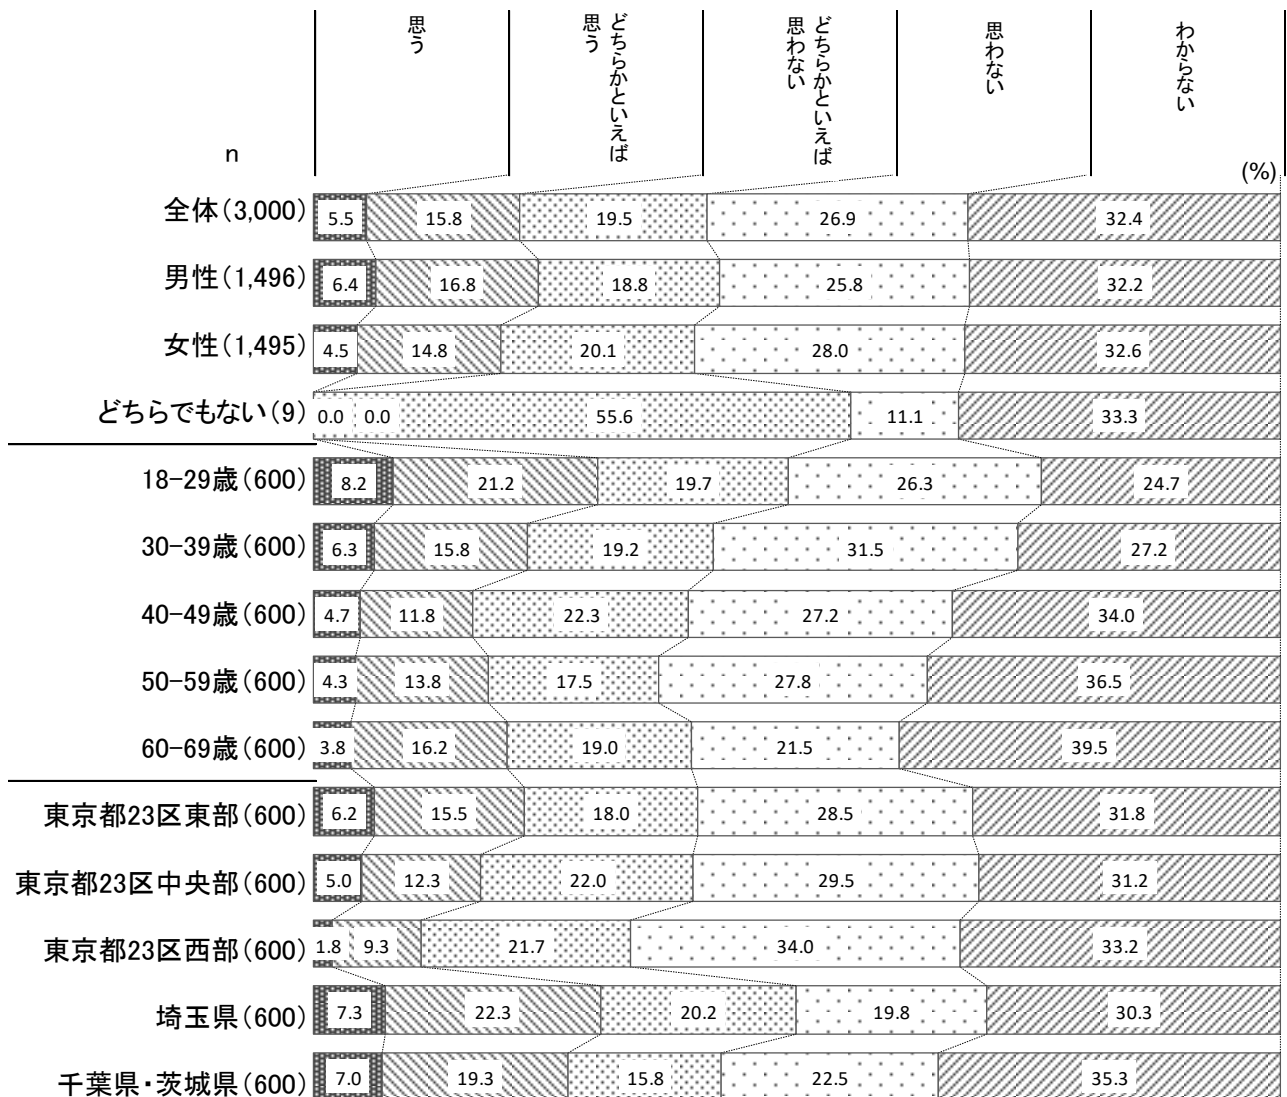 思う
どちらかといえば
思う
どちらかといえば
思わない
思わない
わからない
n
(%)
全体(3,000) 5.5 15.8 19.5 26.9 32.4
男性(1,496) 6.4 16.8 18.8 25.8 32.2
女性(1,495) 4.5 14.8 20.1 28.0 32.6
どちらでもない(9) 0.0 0.0 55.6 11.1 33.3
18-29歳(600) 8.2 21.2 19.7 26.3 24.7
30-39歳(600) 6.3 15.8 19.2 31.5 27.2
40-49歳(600) 4.7 11.8 22.3 27.2 34.0
50-59歳(600) 4.3 13.8 17.5 27.8 36.5
60-69歳(600) 3.8 16.2 19.0 21.5 39.5
東京都23区東部(600) 6.2 15.5 18.0 28.5 31.8
東京都23区中央部(600) 5.0 12.3 22.0 29.5 31.2
東京都23区西部(600) 1.8 9.3 21.7 34.0 33.2
埼玉県(600) 7.3 22.3 20.2 19.8 30.3
千葉県・茨城県(600) 7.0 19.3 15.8 22.5 35.3